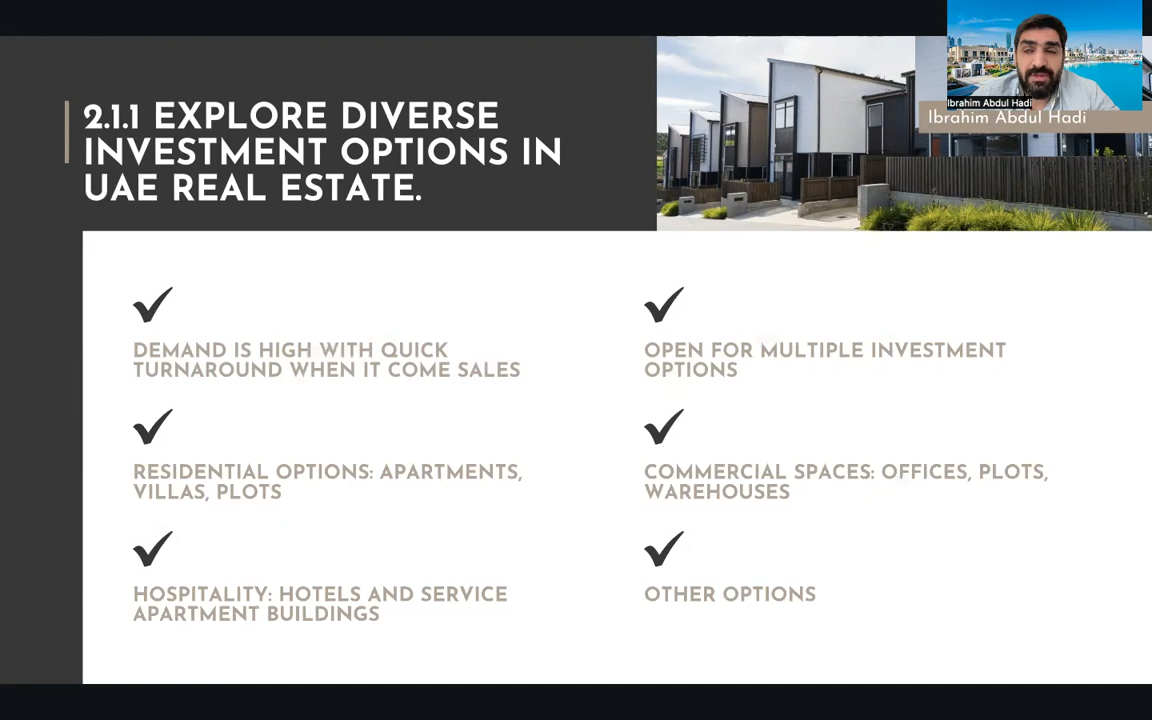 2.1.1 EXPLORE DIVERSE
INVESTMENT OPTIONS IN
UAE REAL ESTATE.
Ibrahim Abdul Hadi
Ibrahim Abdul Hadi
DEMAND IS HIGH WITH QUICK
TURNAROUND WHEN IT COME SALES
OPEN FOR MULTIPLE INVESTMENT
OPTIONS
RESIDENTIAL OPTIONS: APARTMENTS,
VILLAS, PLOTS
COMMERCIAL SPACES: OFFICES, PLOTS,
WAREHOUSES
HOSPITALITY: HOTELS AND SERVICE
APARTMENT BUILDINGS
OTHER OPTIONS